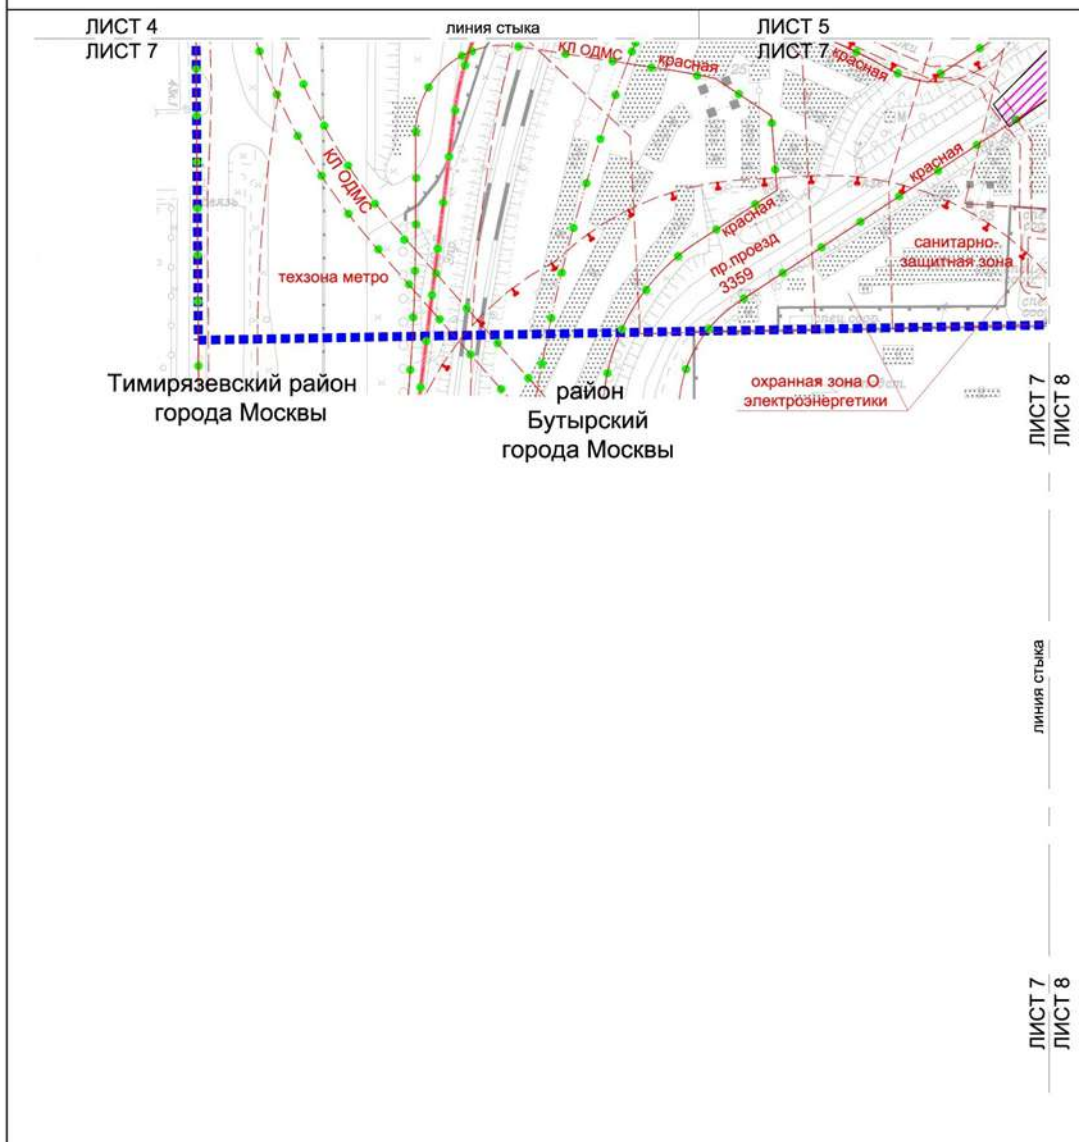 ЛИСТ 4
линия стыка
ЛИСТ 5
ЛИСТ 7
ЛИСТ 7
КЛ ОДМС
красная
красная
25
М
КЛ ОДМС
красная
красная
пр.проезд
3359
25
санитарно-
защитная зона
техзона метро
Тимирязевский район
города Москвы
район
Бутырский
города Москвы
охранная зона О
электроэнергетики
ЛИСТ 7
ЛИСТ 8
линия стыка
ЛИСТ 7
ЛИСТ 8